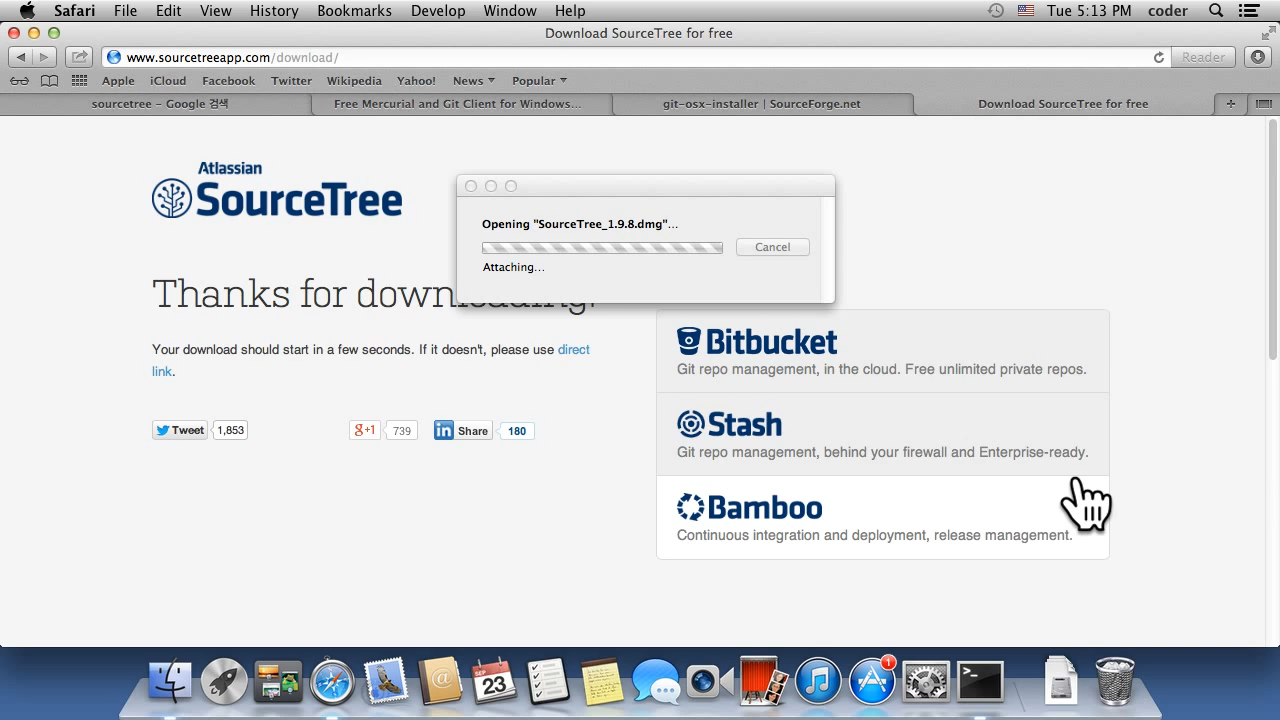 Safari File Edit View History Bookmarks Develop Window Help Tue 5:13 PM coder
Download SourceTree for free
www.sourcetreeapp.com/download/ Reader
Apple iCloud Facebook Twitter Wikipedia Yahoo! News Popular
sourcetree - Google 검색 Free Mercurial and Git Client for Windows... git-osx-installer | SourceForge.net Download SourceTree for free +
Atlassian
SourceTree
Opening "SourceTree_1.9.8.dmg"...
Cancel
Attaching...
Thanks for downloading!
Your download should start in a few seconds. If it doesn't, please use direct
link.
Tweet 1,853 g+1 739 in Share 180
Bitbucket
Git repo management, in the cloud. Free unlimited private repos.
Stash
Git repo management, behind your firewall and Enterprise-ready.
Bamboo
Continuous integration and deployment, release management.
SEP
23
1